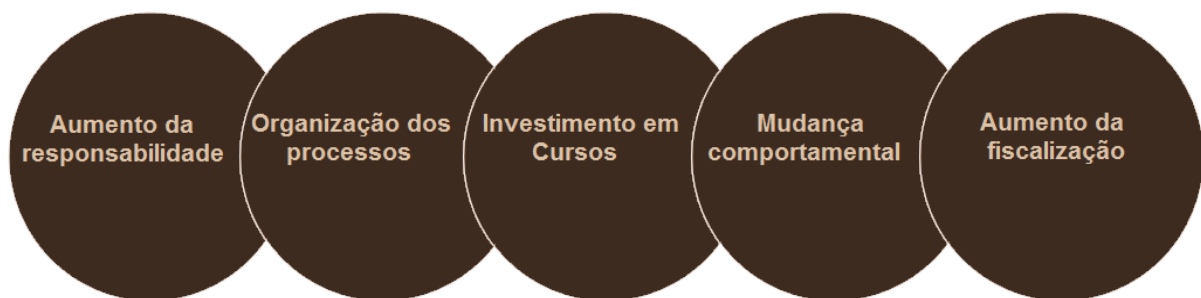 Aumento da
responsabilidade
Organização dos
processos
Investimento em
Cursos
Mudança
comportamental
Aumento da
fiscalização